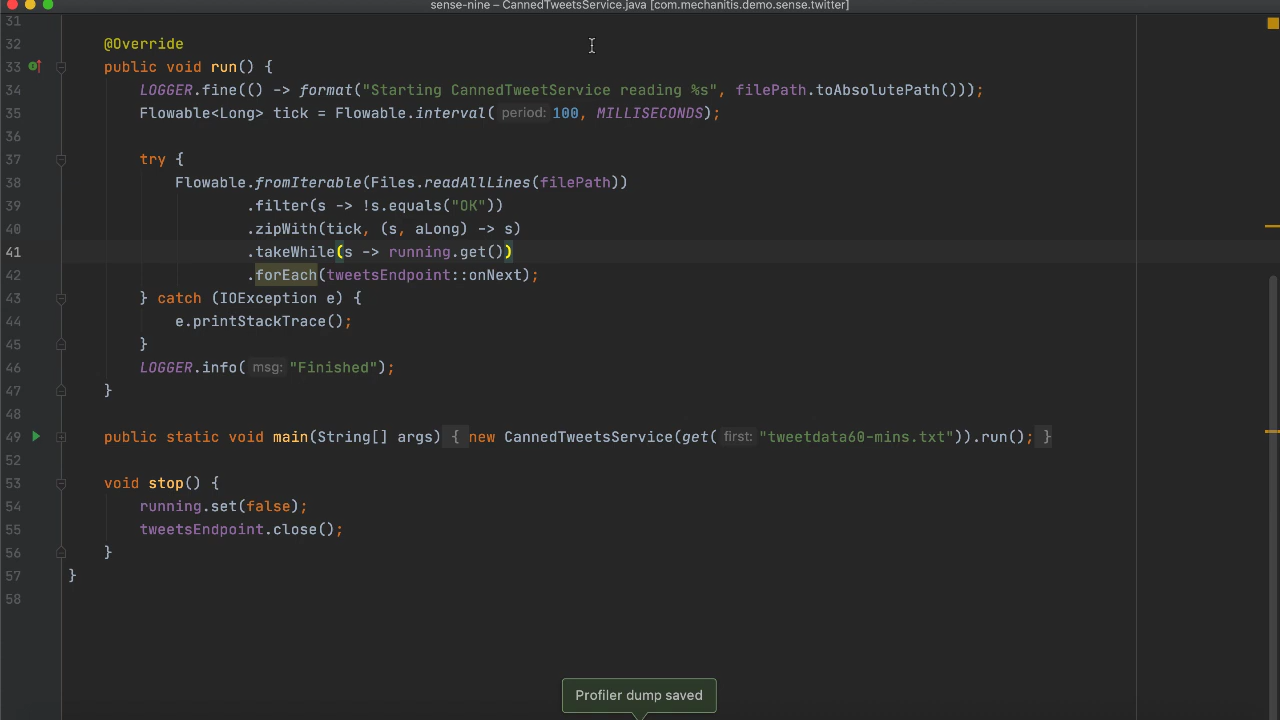 sense-nine – CannedTweetsService.java [com.mechanitis.demo.sense.twitter]
31
32 @Override
33 public void run() {
34 LOGGER.fine(() -> format("Starting CannedTweetService reading %s", filePath.toAbsolutePath()));
35 Flowable<Long> tick = Flowable.interval( period: 100, MILLISECONDS);
36
37 try {
38 Flowable.fromIterable(Files.readAllLines(filePath))
39 .filter(s -> !s.equals("OK"))
40 .zipWith(tick, (s, aLong) -> s)
41 .takeWhile(s -> running.get())
42 .forEach(tweetsEndpoint::onNext);
43 } catch (IOException e) {
44 e.printStackTrace();
45 }
46 LOGGER.info( msg: "Finished");
47 }
48
49 public static void main(String[] args) { new CannedTweetsService(get( first: "tweetdata60-mins.txt")).run(); }
52
53 void stop() {
54 running.set(false);
55 tweetsEndpoint.close();
56 }
57 }
58
Profiler dump saved